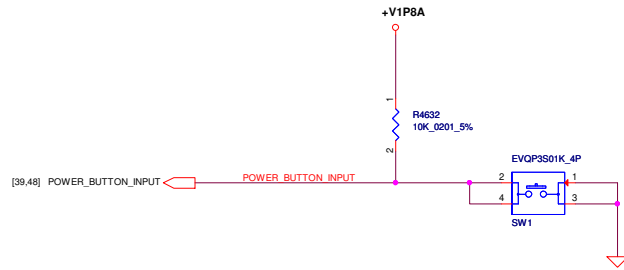 +V1P8A
1
R4632
10K_0201_5%
2
EVQP3S01K_4P
[39,48] POWER_BUTTON_INPUT
POWER_BUTTON_INPUT
2
1
4
3
SW1